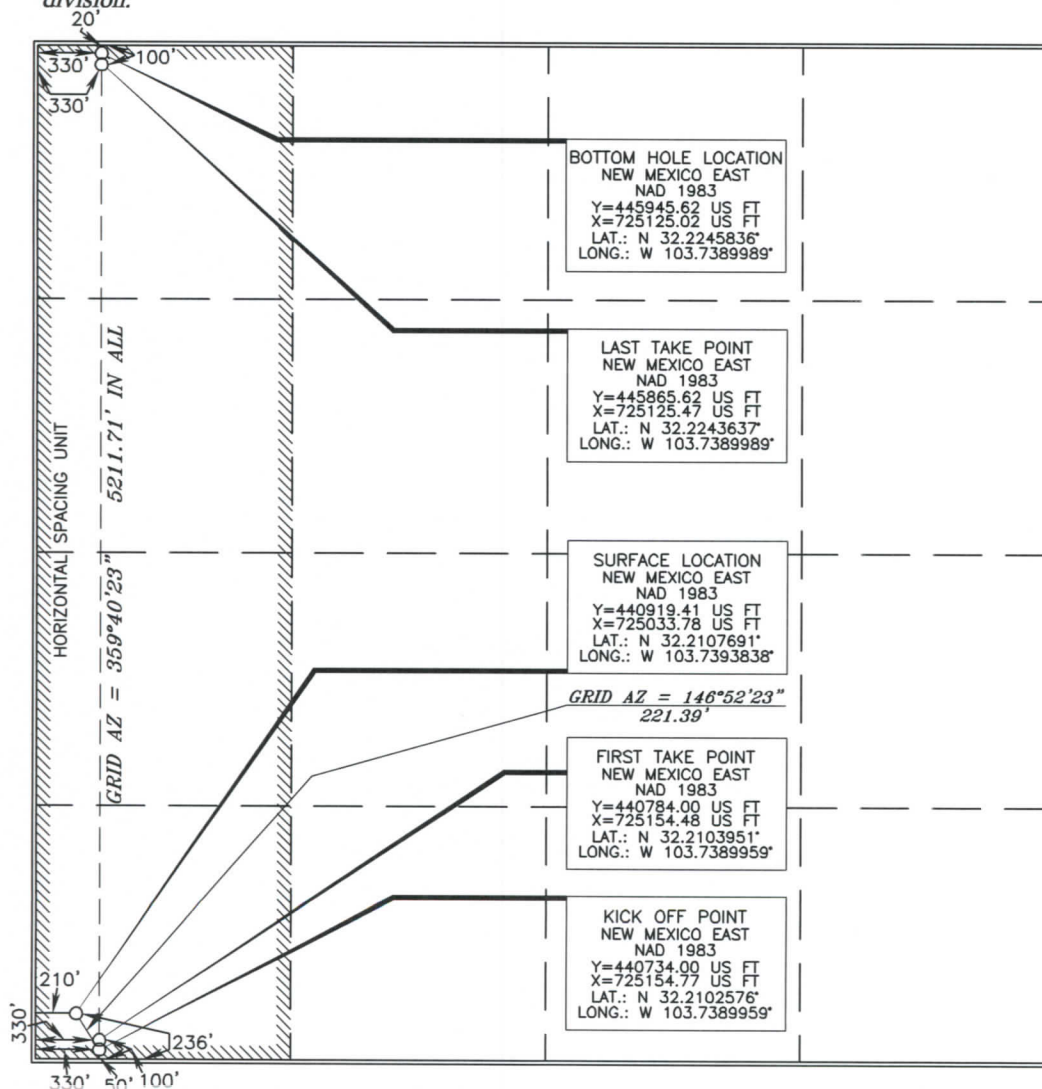 division.
20'
330'
100'
330'
BOTTOM HOLE LOCATION
NEW MEXICO EAST
NAD 1983
Y=445945.62 US FT
X=725125.02 US FT
LAT.: N 32.2245836°
LONG.: W 103.7389989°
LAST TAKE POINT
NEW MEXICO EAST
NAD 1983
Y=445865.62 US FT
X=725125.47 US FT
LAT.: N 32.2243637°
LONG.: W 103.7389989°
HORIZONTAL SPACING UNIT
GRID AZ = 359°40'23" 5211.71' IN ALL
SURFACE LOCATION
NEW MEXICO EAST
NAD 1983
Y=440919.41 US FT
X=725033.78 US FT
LAT.: N 32.2107691°
LONG.: W 103.7393838°
GRID AZ = 146°52'23"
221.39'
FIRST TAKE POINT
NEW MEXICO EAST
NAD 1983
Y=440784.00 US FT
X=725154.48 US FT
LAT.: N 32.2103951°
LONG.: W 103.7389959°
KICK OFF POINT
NEW MEXICO EAST
NAD 1983
Y=440734.00 US FT
X=725154.77 US FT
LAT.: N 32.2102576°
LONG.: W 103.7389959°
210'
330'
236'
330'
50'
100'